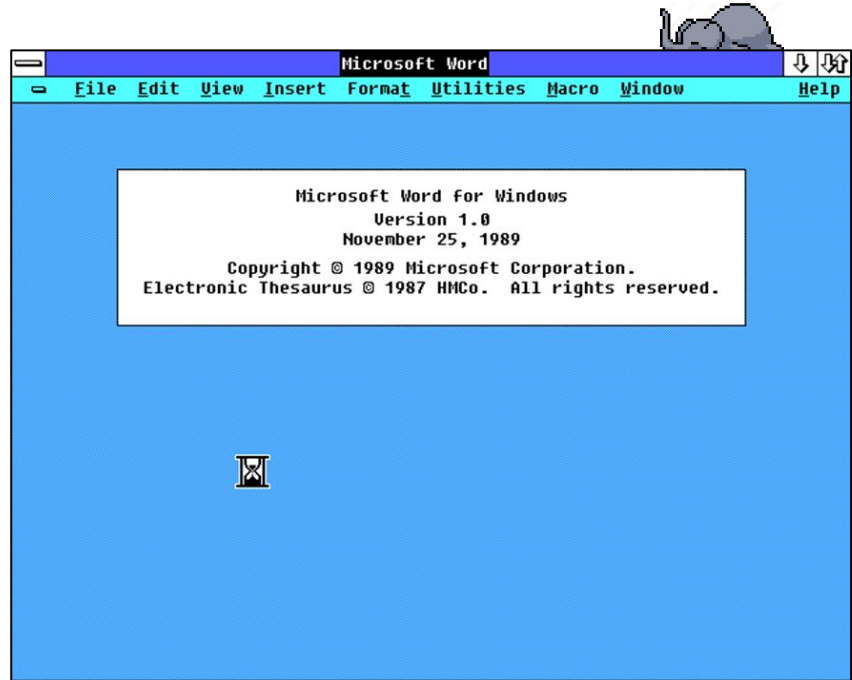 Microsoft Word
File Edit View Insert Format Utilities Macro Window Help
Microsoft Word for Windows
Version 1.0
November 25, 1989
Copyright © 1989 Microsoft Corporation.
Electronic Thesaurus © 1987 HMCo. All rights reserved.